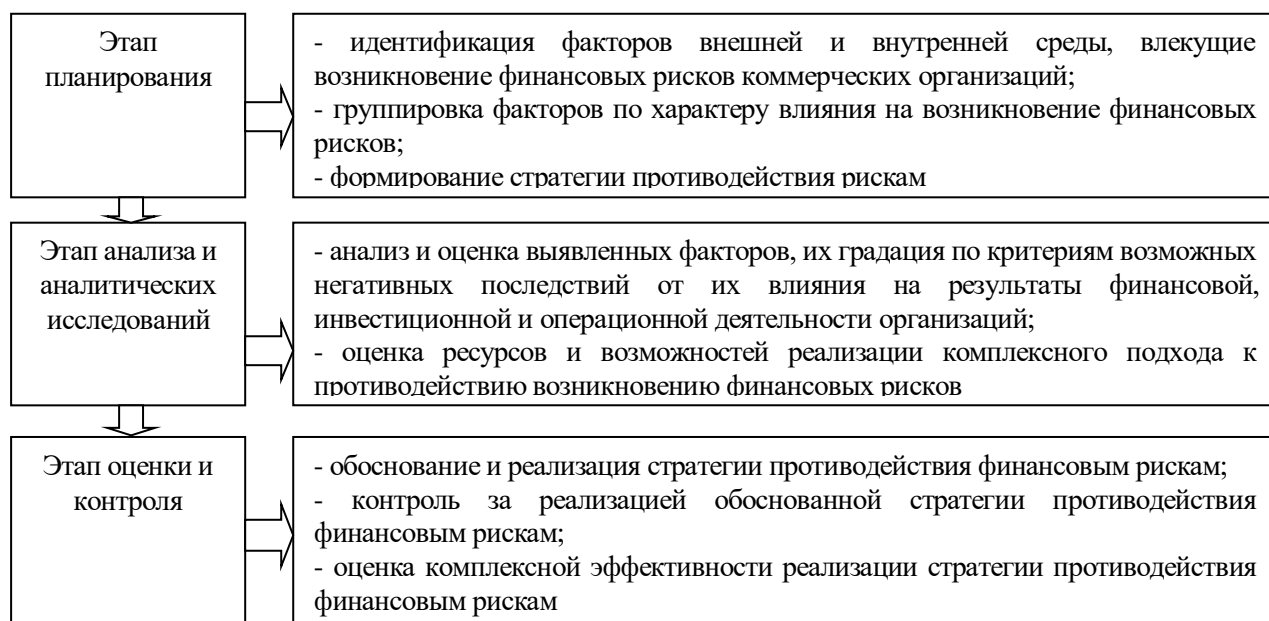 Этап
планирования
- идентификация факторов внешней и внутренней среды, влекущие
возникновение финансовых рисков коммерческих организаций;
- группировка факторов по характеру влияния на возникновение финансовых
рисков;
- формирование стратегии противодействия рискам
Этап анализа и
аналитических
исследований
- анализ и оценка выявленных факторов, их градация по критериям возможных
негативных последствий от их влияния на результаты финансовой,
инвестиционной и операционной деятельности организаций;
- оценка ресурсов и возможностей реализации комплексного подхода к
противодействию возникновению финансовых рисков
Этап оценки и
контроля
- обоснование и реализация стратегии противодействия финансовым рискам;
- контроль за реализацией обоснованной стратегии противодействия
финансовым рискам;
- оценка комплексной эффективности реализации стратегии противодействия
финансовым рискам